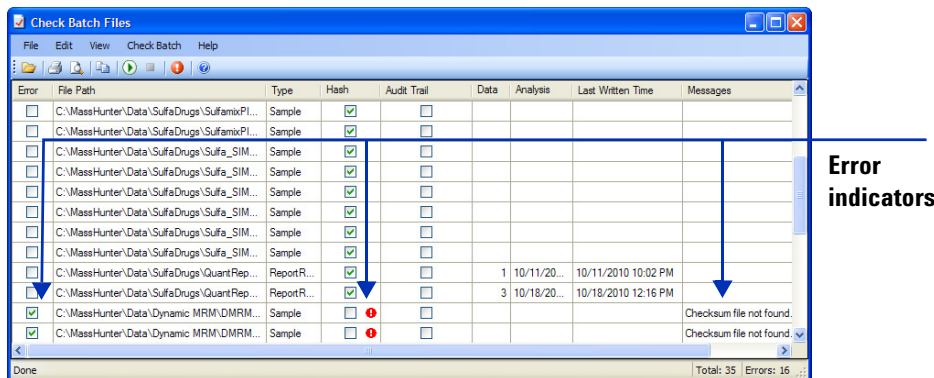 Check Batch Files
File Edit View Check Batch Help
Error File Path Type Hash Audit Trail Data Analysis Last Written Time Messages
C:\MassHunter\Data\SulfaDrugs\SulfamixPl... Sample
C:\MassHunter\Data\SulfaDrugs\SulfamixPl... Sample
C:\MassHunter\Data\SulfaDrugs\Sulfa_SIM... Sample
C:\MassHunter\Data\SulfaDrugs\Sulfa_SIM... Sample
C:\MassHunter\Data\SulfaDrugs\Sulfa_SIM... Sample
C:\MassHunter\Data\SulfaDrugs\Sulfa_SIM... Sample
C:\MassHunter\Data\SulfaDrugs\Sulfa_SIM... Sample
C:\MassHunter\Data\SulfaDrugs\Sulfa_SIM... Sample
C:\MassHunter\Data\SulfaDrugs\QuantRep... ReportR... 1 10/11/20... 10/11/2010 10:02 PM
C:\MassHunter\Data\SulfaDrugs\QuantRep... ReportR... 3 10/18/20... 10/18/2010 12:16 PM
C:\MassHunter\Data\Dynamic MRM\DMRM... Sample Checksum file not found.
C:\MassHunter\Data\Dynamic MRM\DMRM... Sample Checksum file not found.
Done Total: 35 Errors: 16
Error
indicators